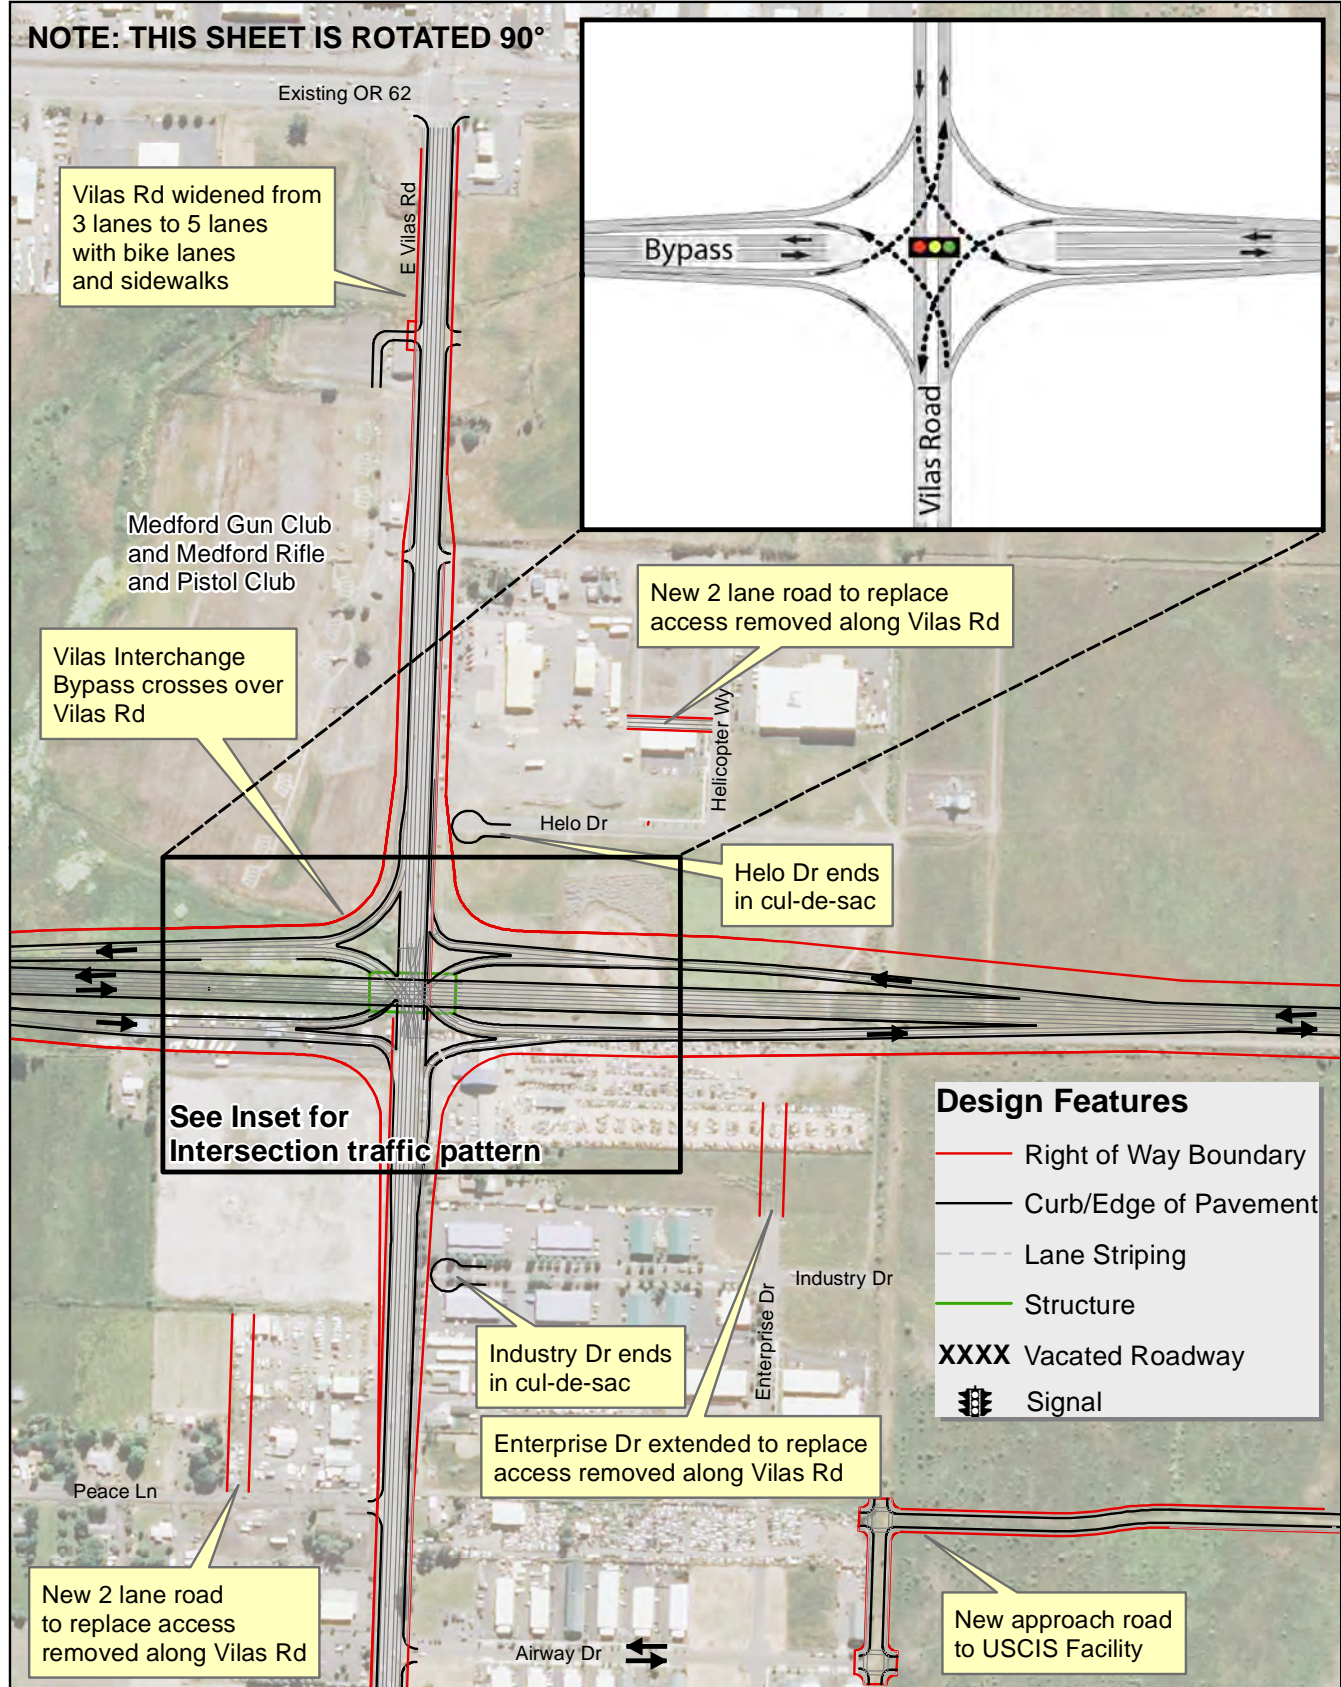 NOTE: THIS SHEET IS ROTATED 90°
Existing OR 62
Vilas Rd widened from
3 lanes to 5 lanes
with bike lanes
and sidewalks
E Vilas Rd
Bypass
Vilas Road
Medford Gun Club
and Medford Rifle
and Pistol Club
New 2 lane road to replace
access removed along Vilas Rd
Vilas Interchange
Bypass crosses over
Vilas Rd
Helicopter Wy
Helo Dr
Helo Dr ends
in cul-de-sac
See Inset for
Intersection traffic pattern
Design Features
Right of Way Boundary
Curb/Edge of Pavement
Lane Striping
Structure
XXXX Vacated Roadway
Signal
Industry Dr
Enterprise Dr
Industry Dr ends
in cul-de-sac
Enterprise Dr extended to replace
access removed along Vilas Rd
Peace Ln
New 2 lane road
to replace access
removed along Vilas Rd
Airway Dr
New approach road
to USCIS Facility